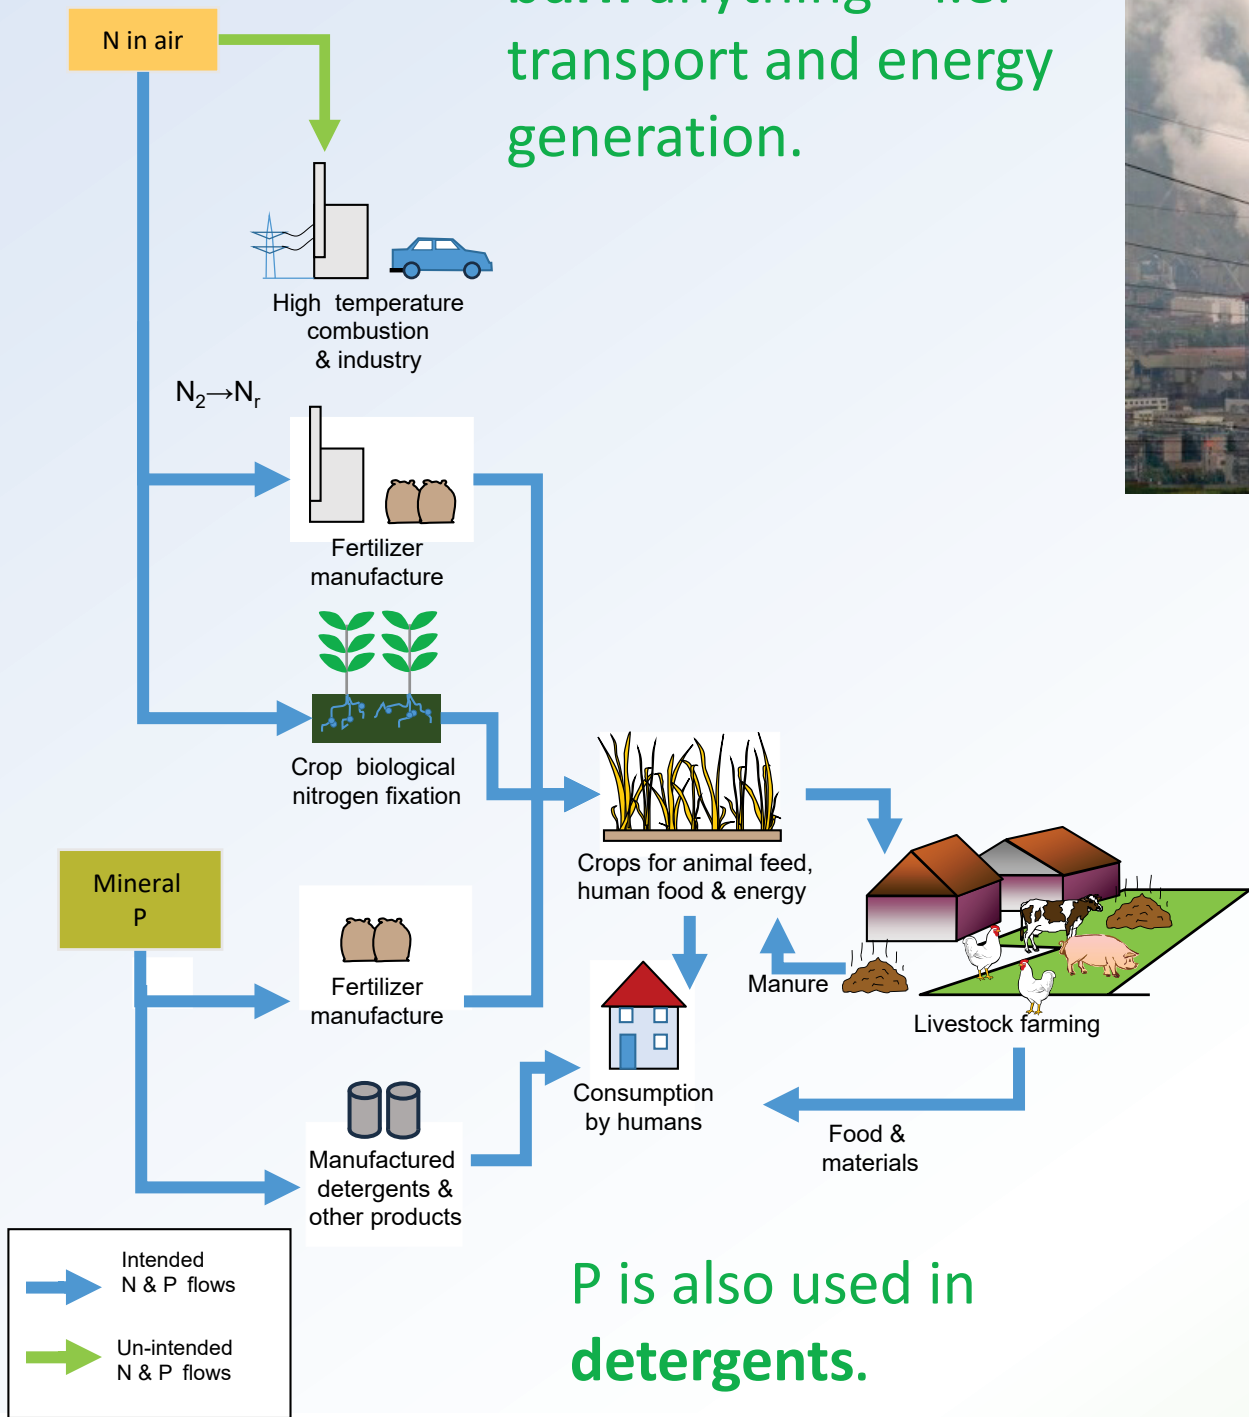 anything – i.e.
transport and energy
generation.
N in air
High temperature
combustion
& industry
N₂→Nᵣ
Fertilizer
manufacture
Crop biological
nitrogen fixation
Crops for animal feed,
human food & energy
Mineral
P
Fertilizer
manufacture
Manure
Livestock farming
Consumption
by humans
Food &
materials
Manufactured
detergents &
other products
Intended
N & P flows
Un-intended
N & P flows
P is also used in
detergents.